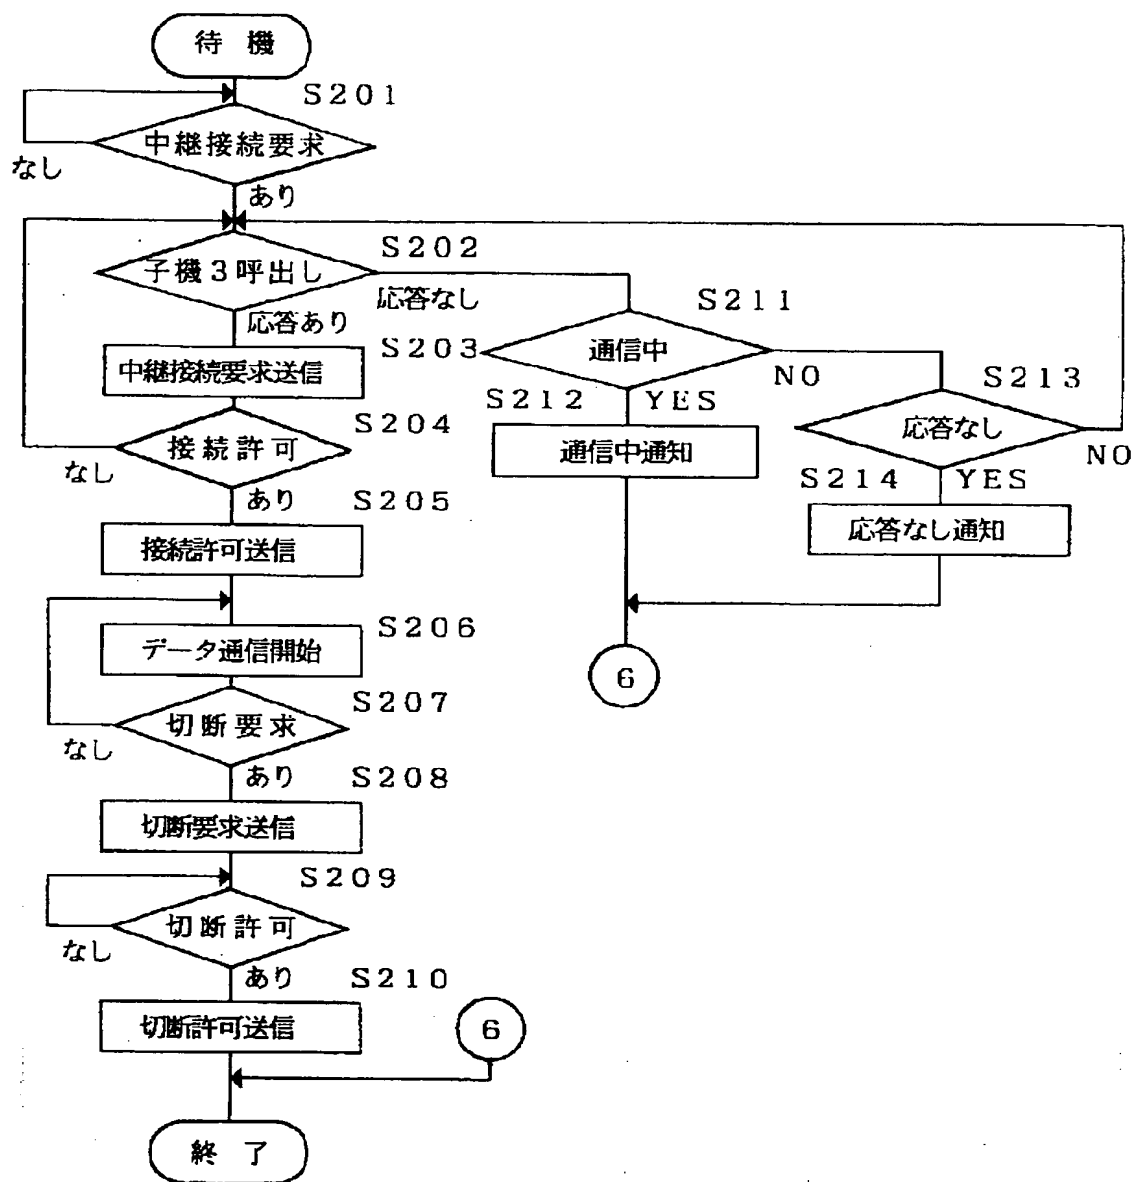 待 機
S201
中継接続要求
なし
あり
S202
子機3呼出し
応答なし
S211
応答あり
S203
通信中
中継接続要求送信
NO
S213
S212
YES
S204
接続許可
応答なし
なし
通信中通知
NO
S214
YES
あり
S205
応答なし通知
接続許可送信
S206
データ通信開始
6
S207
切断要求
なし
あり
S208
切断要求送信
S209
切断許可
なし
あり
S210
6
切断許可送信
終 了